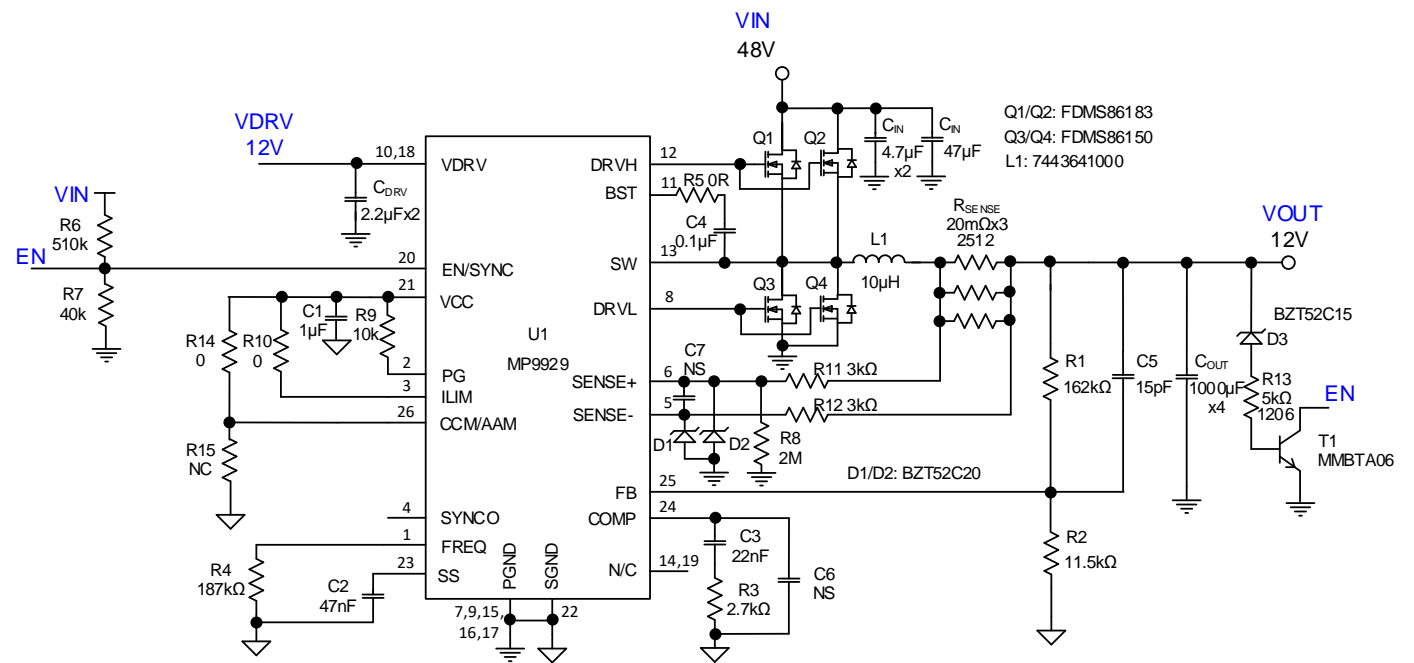 VIN
48V
Q1/Q2: FDMS86183
Q3/Q4: FDMS86150
L1: 7443641000
VDRV
12V
10,18
VDRV
CDRV
2.2µFx2
VIN
R6
510k
EN
R7
40k
20
EN/SYNC
21
VCC
R14
0
R10
0
C1
1µF
R9
10k
2
PG
3
ILIM
26
CCM/AAM
R15
NC
4
SYNCO
1
FREQ
23
SS
R4
187kΩ
C2
47nF
U1
MP9929
PGND
SGND
7,9,15,
16,17
22
DRVH
12
BST
11
R5 0R
C4
0.1µF
SW
13
DRVL
8
Q1
Q2
Q3
Q4
CIN
4.7µF
x2
CIN
47µF
L1
10µH
RSENSE
20mΩx3
2512
VOUT
12V
C7
NS
SENSE+
6
R11 3kΩ
SENSE-
5
R12 3kΩ
D1
D2
R8
2M
D1/D2: BZT52C20
FB
25
COMP
24
N/C
14,19
C3
22nF
R3
2.7kΩ
C6
NS
R1
162kΩ
C5
15pF
COUT
1000µF
x4
BZT52C15
D3
R13
5kΩ
1206
EN
T1
MMBTA06
R2
11.5kΩ